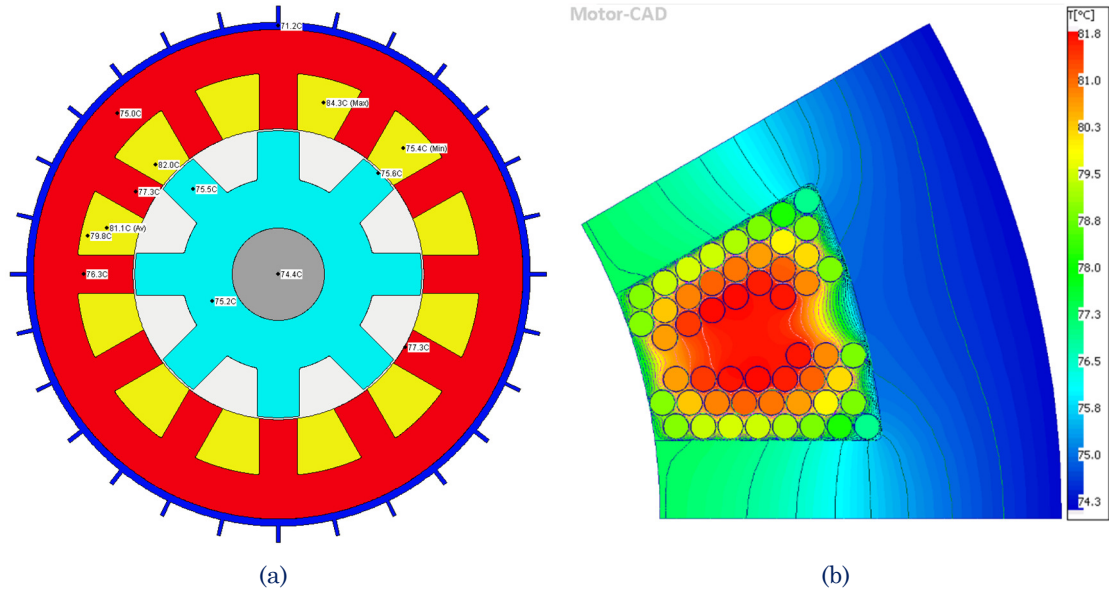 71.2C
84.3C (Max)
75.0C
75.4C (Min)
82.0C
75.6C
75.5C
77.3C
81.1C (Av)
79.8C
76.3C
74.4C
75.2C
77.3C
(a)
Motor-CAD
T[°C]
81.8
81.0
80.3
79.5
78.8
78.0
77.3
76.5
75.8
75.0
74.3
(b)